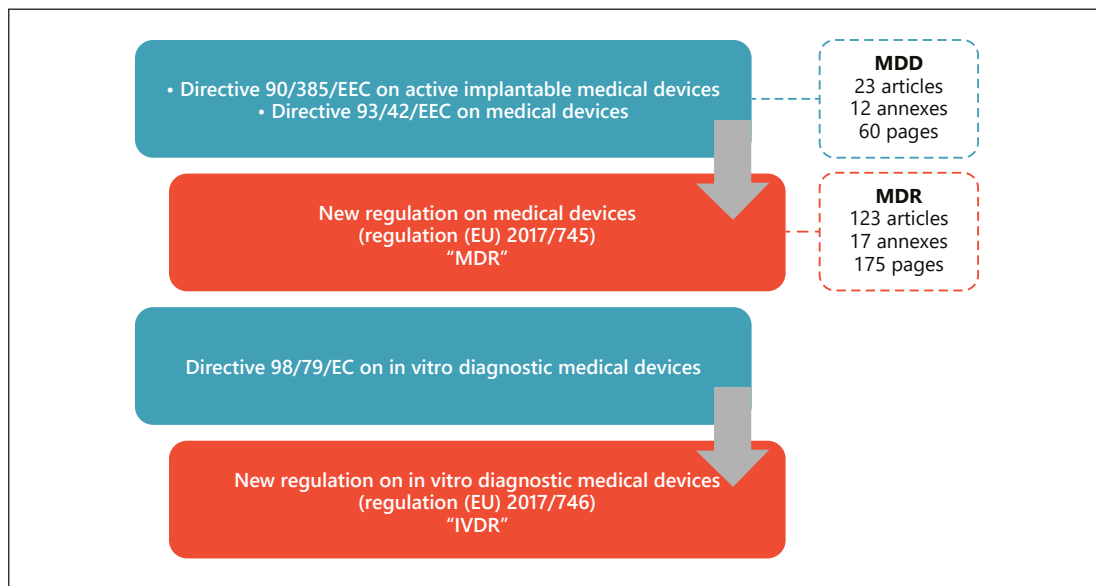 • Directive 90/385/EEC on active implantable medical devices
• Directive 93/42/EEC on medical devices
MDD
23 articles
12 annexes
60 pages
New regulation on medical devices
(regulation (EU) 2017/745)
“MDR”
MDR
123 articles
17 annexes
175 pages
Directive 98/79/EC on in vitro diagnostic medical devices
New regulation on in vitro diagnostic medical devices
(regulation (EU) 2017/746)
“IVDR”